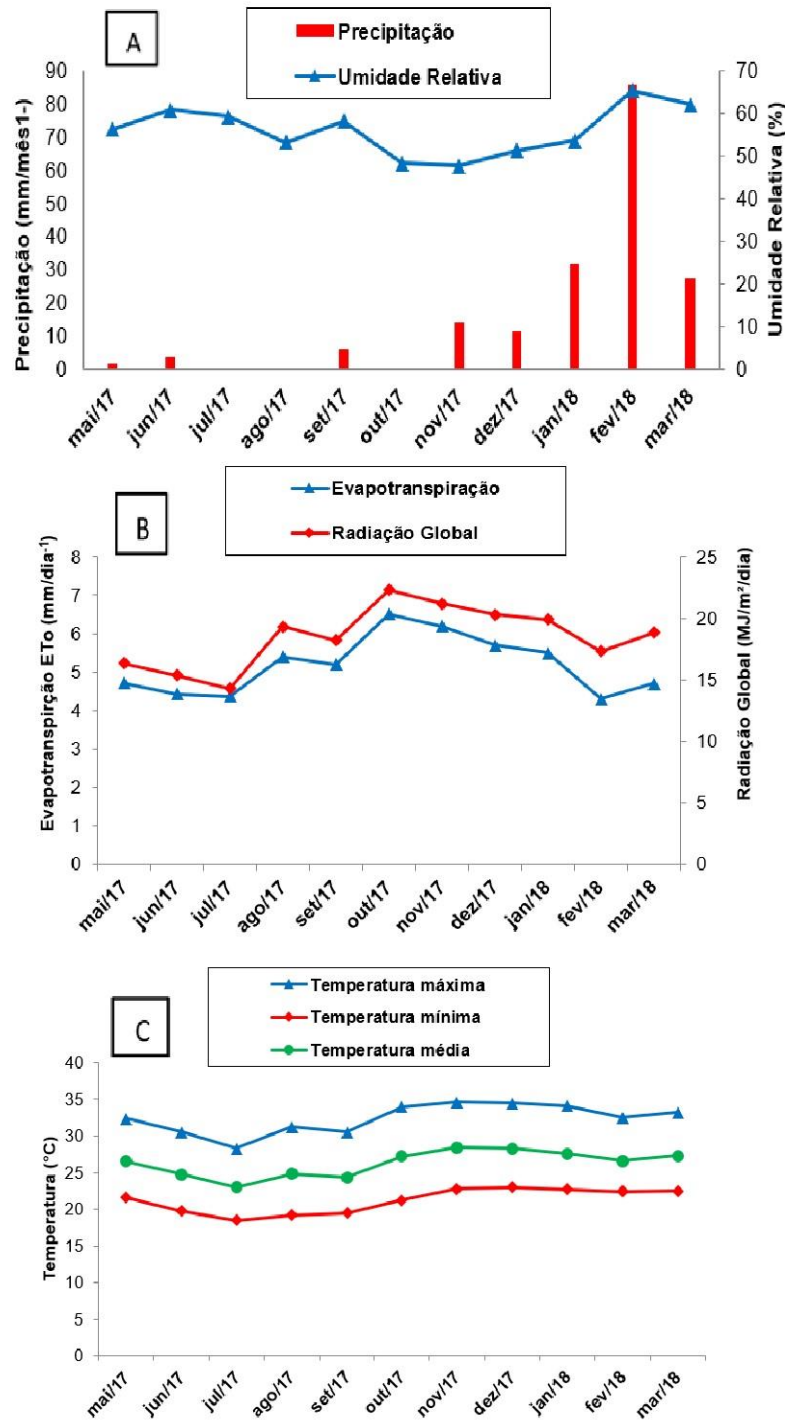 A
Precipitação
Umidade Relativa
Precipitação (mm/mês1-)
90
80
70
60
50
40
30
20
10
0
70
60
50
40
30
20
10
0
Umidade Relativa (%)
mai/17
jun/17
jul/17
ago/17
set/17
out/17
nov/17
dez/17
jan/18
fev/18
mar/18
B
Evapotranspiração
Radiação Global
Evapotranspirção ETo (mm/dia⁻¹)
8
7
6
5
4
3
2
1
0
25
20
15
10
5
0
Radiação Global (MJ/m²/dia)
mai/17
jun/17
jul/17
ago/17
set/17
out/17
nov/17
dez/17
jan/18
fev/18
mar/18
C
Temperatura máxima
Temperatura mínima
Temperatura média
Temperatura (°C)
40
35
30
25
20
15
10
5
0
mai/17
jun/17
jul/17
ago/17
set/17
out/17
nov/17
dez/17
jan/18
fev/18
mar/18